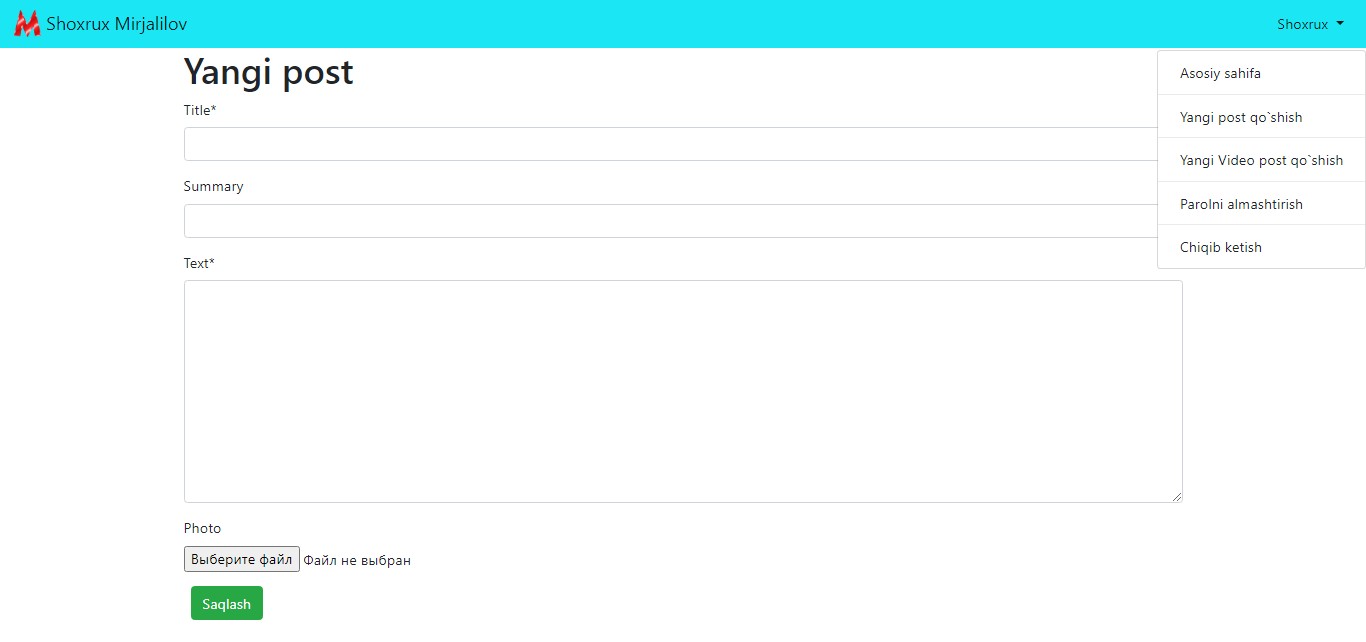 Shoxrux Mirjalilov
Shoxrux
Asosiy sahifa
Yangi post qo`shish
Yangi Video post qo`shish
Parolni almashtirish
Chiqib ketish
Yangi post
Title*
Summary
Text*
Photo
Выберите файл Файл не выбран
Saqlash